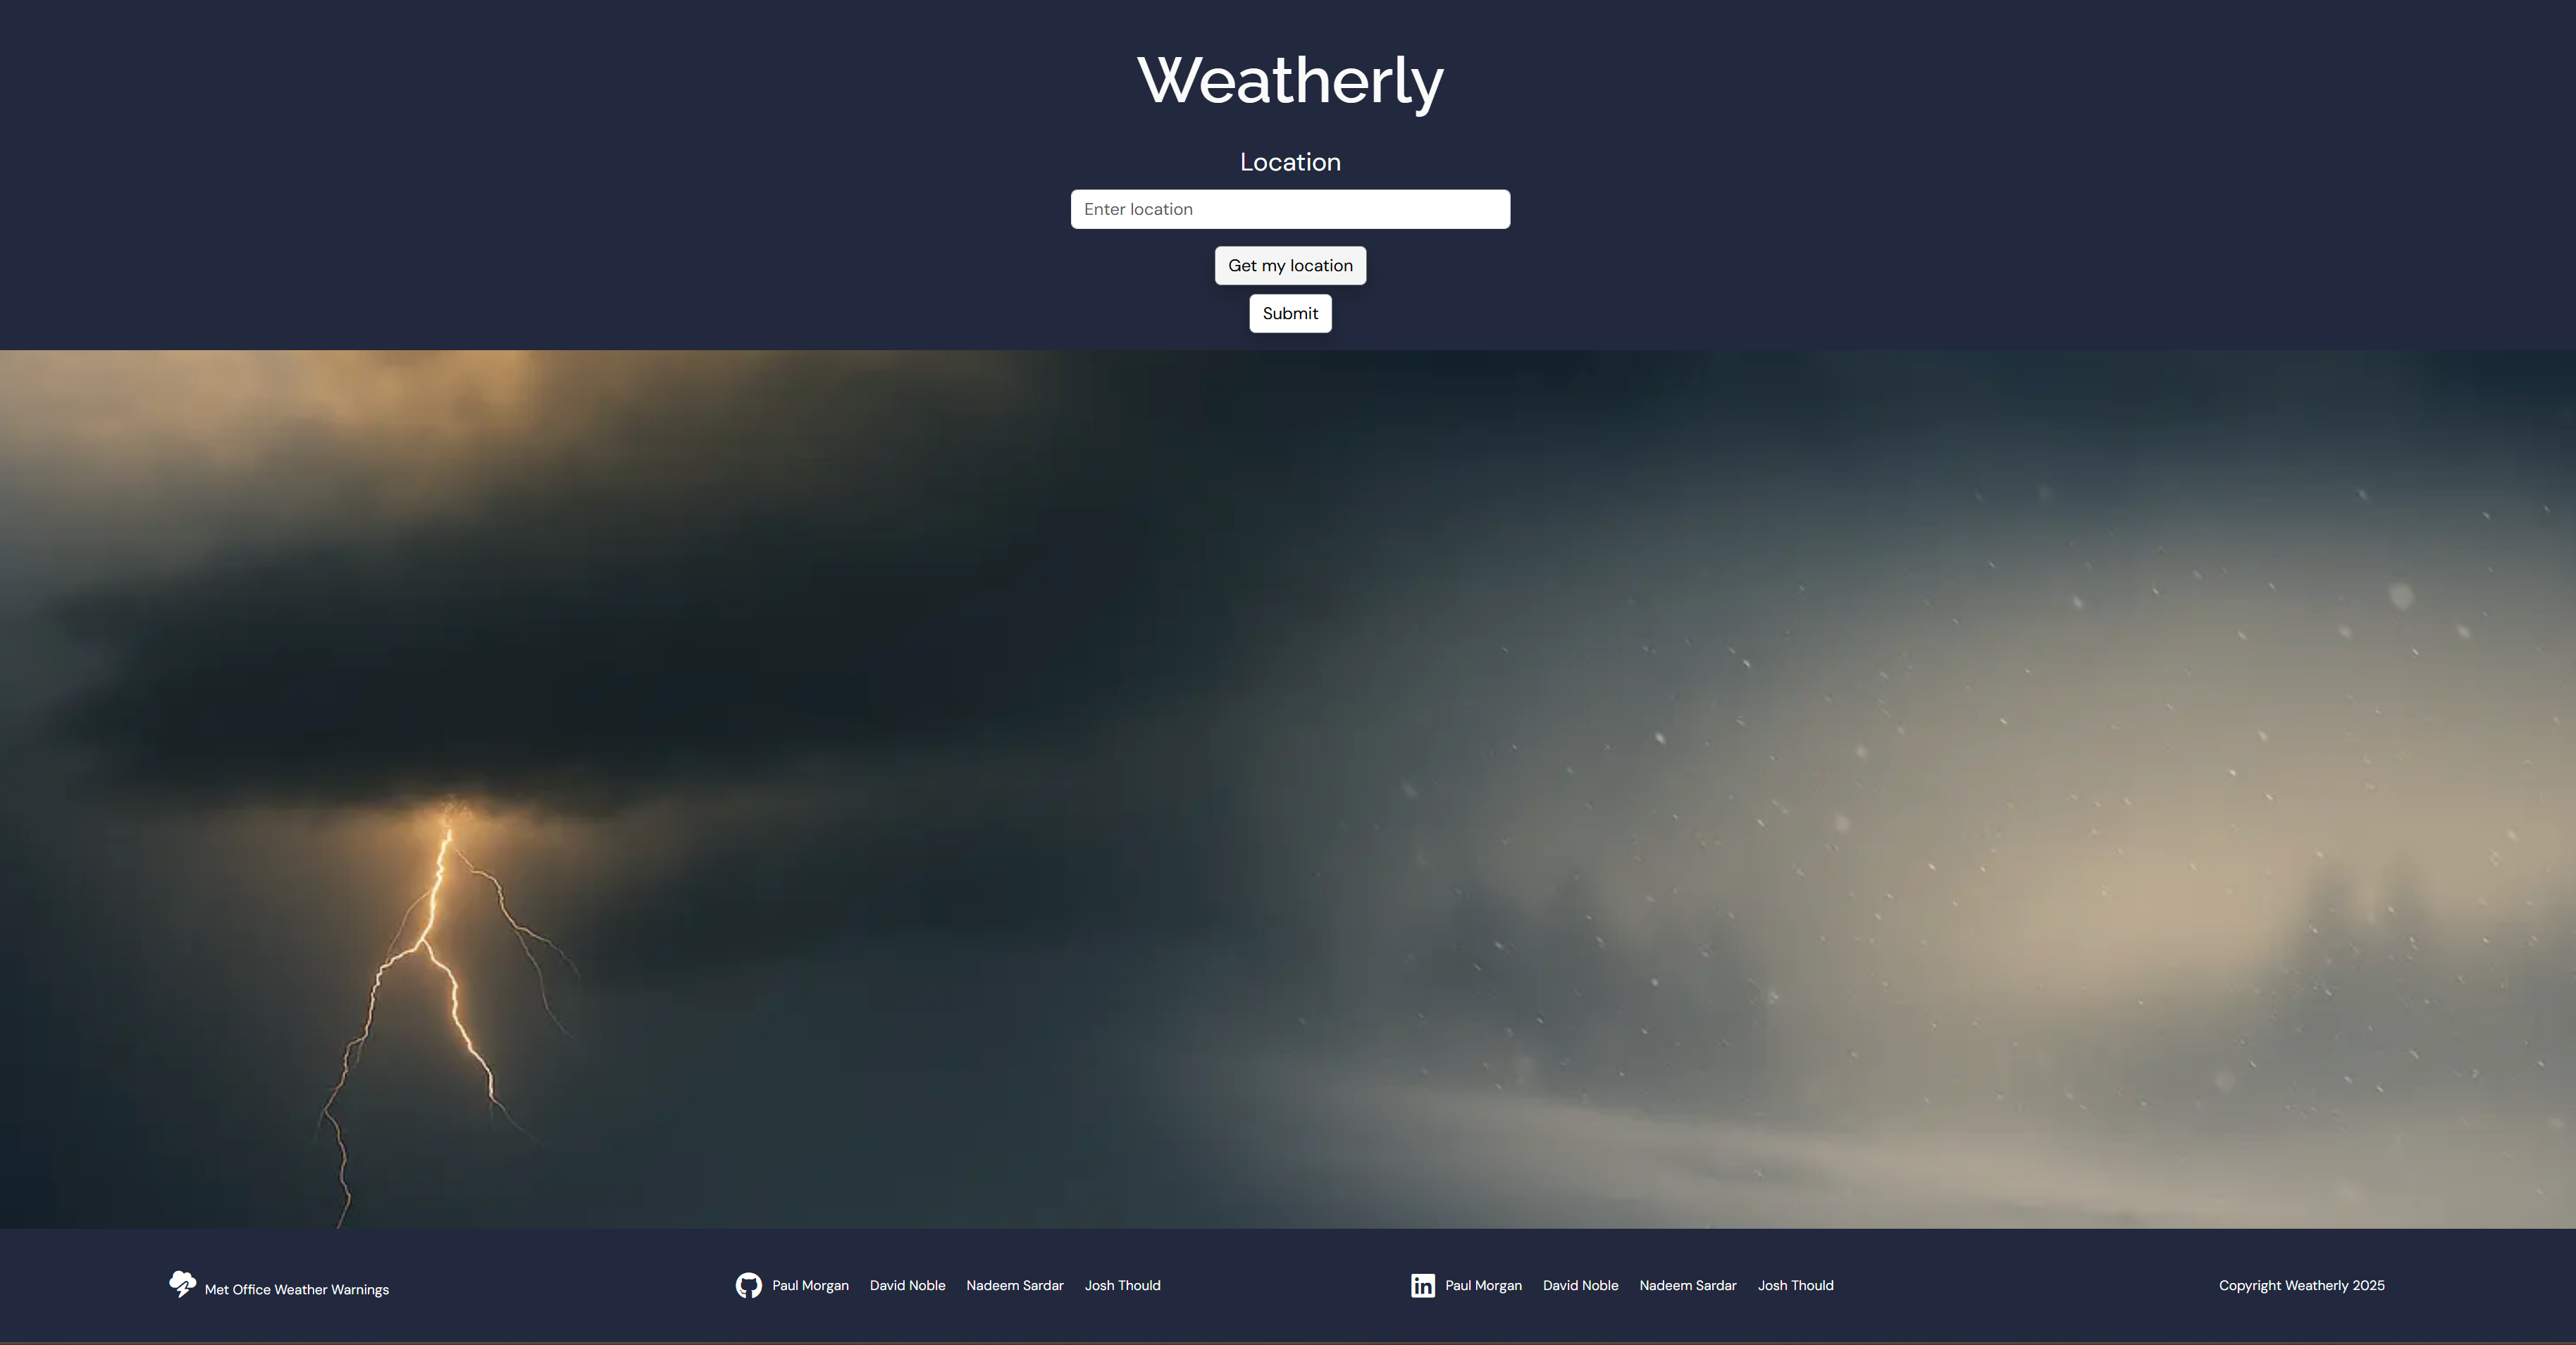 Weatherly
Location
Enter location
Get my location
Submit
Met Office Weather Warnings
Paul Morgan David Noble Nadeem Sardar Josh Thould
in Paul Morgan David Noble Nadeem Sardar Josh Thould
Copyright Weatherly 2025